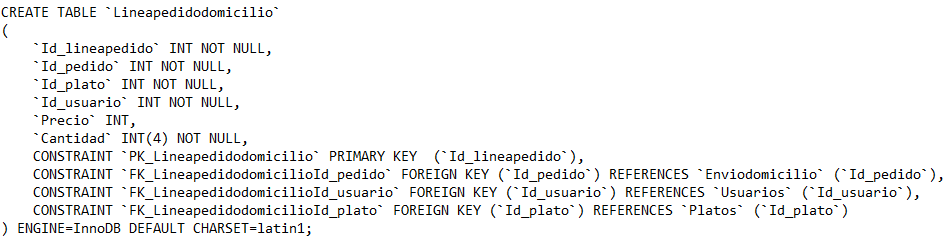 CREATE TABLE `Lineapedidodomicilio`
(
    `Id_lineapedido` INT NOT NULL,
    `Id_pedido` INT NOT NULL,
    `Id_plato` INT NOT NULL,
    `Id_usuario` INT NOT NULL,
    `Precio` INT,
    `Cantidad` INT(4) NOT NULL,
    CONSTRAINT `PK_Lineapedidodomicilio` PRIMARY KEY  (`Id_lineapedido`),
    CONSTRAINT `FK_LineapedidodomicilioId_pedido` FOREIGN KEY (`Id_pedido`) REFERENCES `Enviodomicilio` (`Id_pedido`),
    CONSTRAINT `FK_LineapedidodomicilioId_usuario` FOREIGN KEY (`Id_usuario`) REFERENCES `Usuarios` (`Id_usuario`),
    CONSTRAINT `FK_LineapedidodomicilioId_plato` FOREIGN KEY (`Id_plato`) REFERENCES `Platos` (`Id_plato`)
) ENGINE=InnoDB DEFAULT CHARSET=latin1;